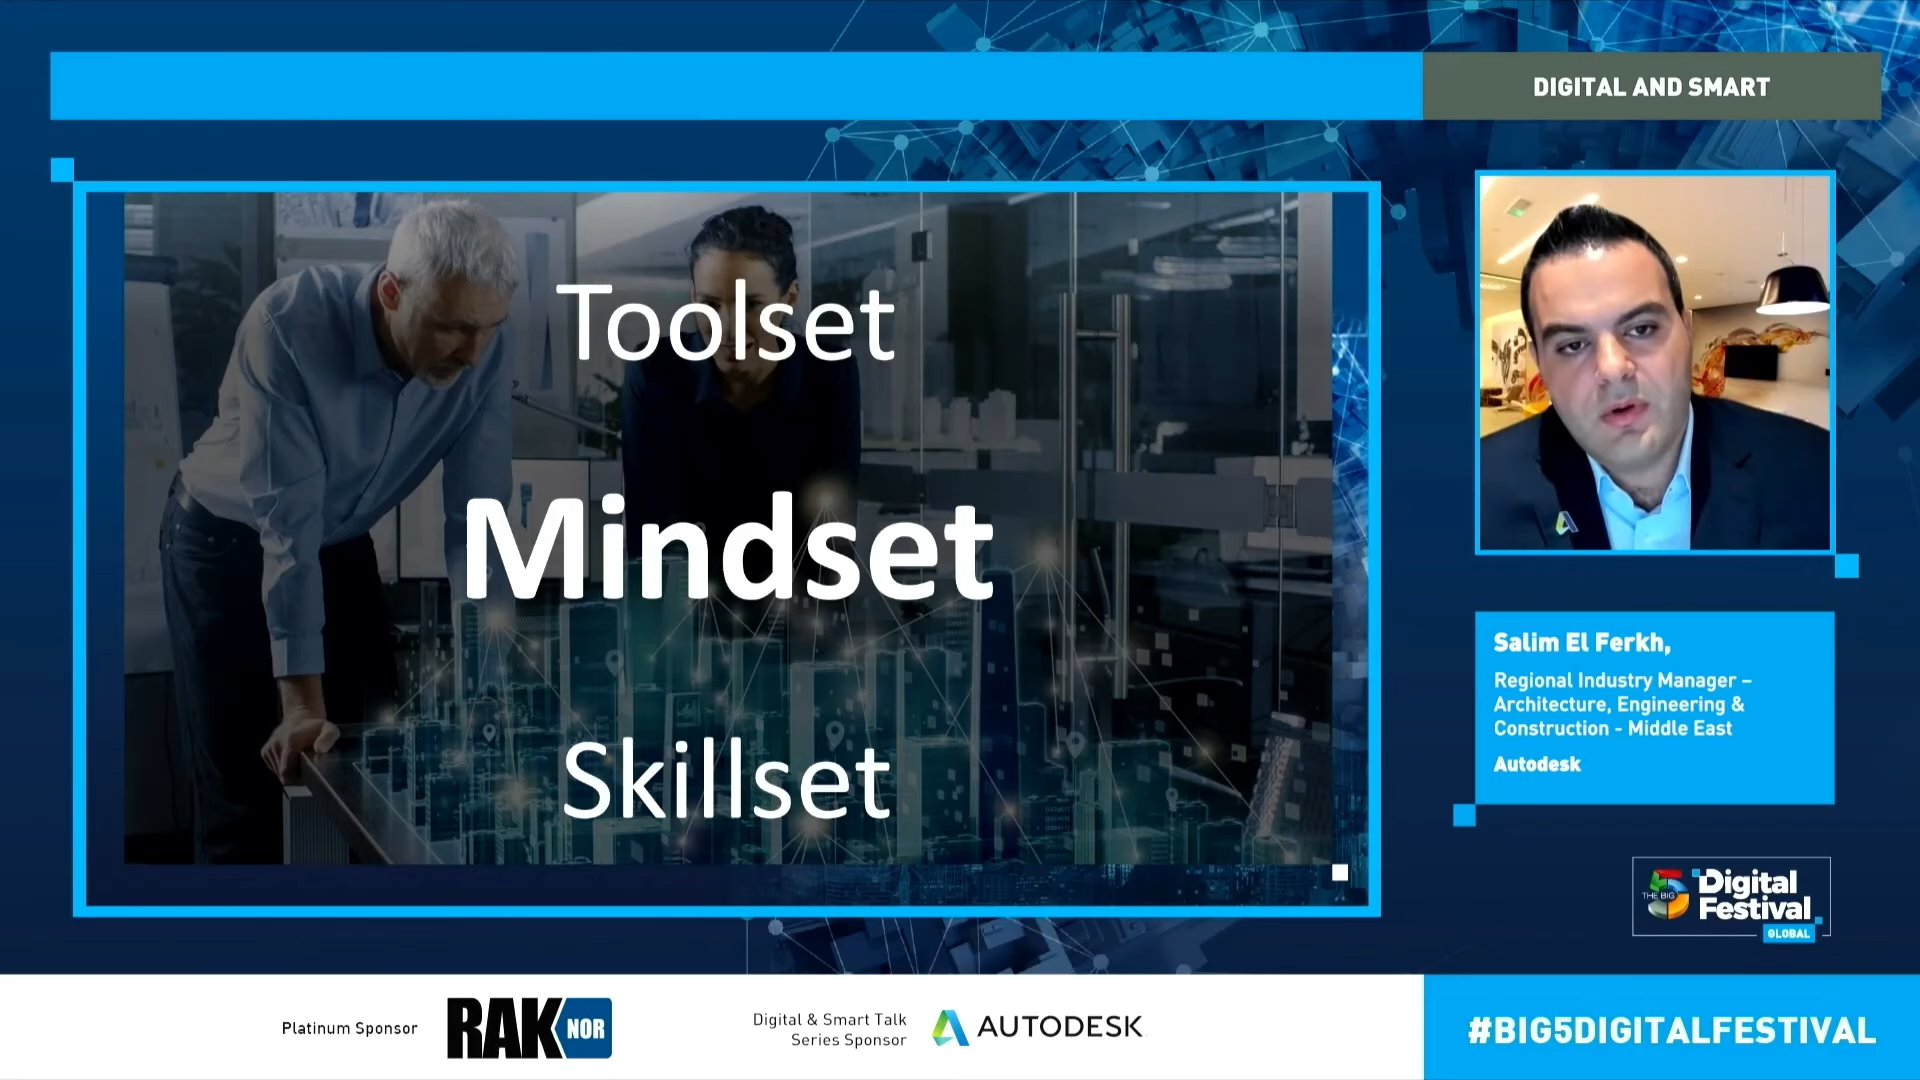 DIGITAL AND SMART
Toolset
Mindset
Skillset
Salim El Ferkh,
Regional Industry Manager –
Architecture, Engineering &
Construction - Middle East
Autodesk
THE BIG 5
Digital
Festival
GLOBAL
Platinum Sponsor
RAK NOR
Digital & Smart Talk
Series Sponsor
AUTODESK
#BIG5DIGITALFESTIVAL